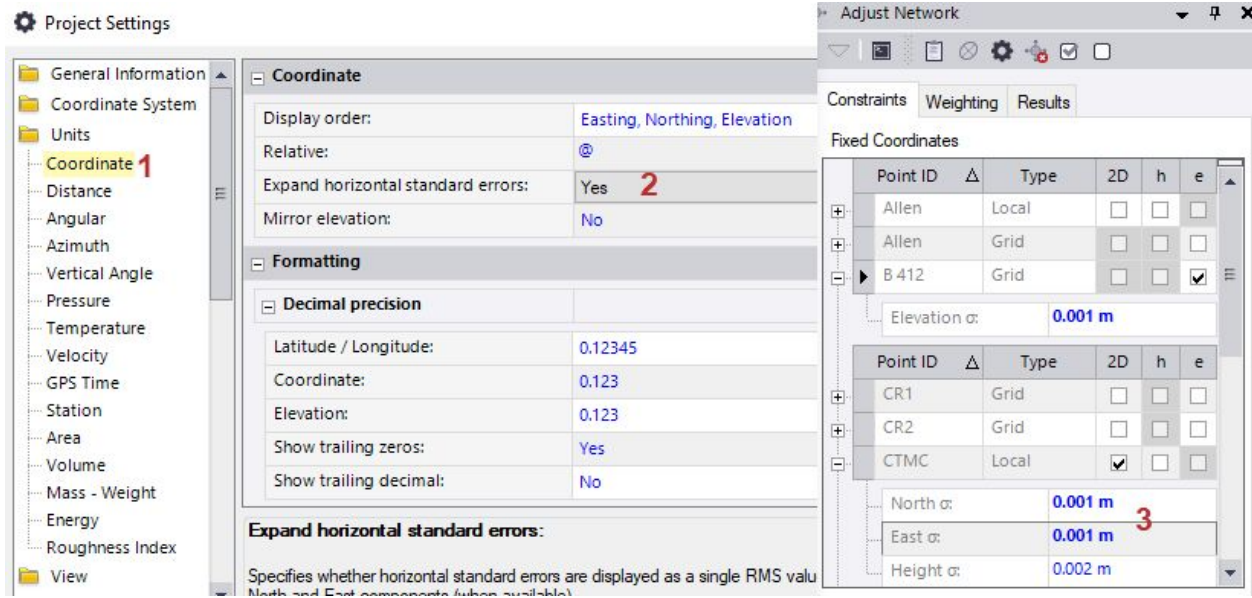 Project Settings
General Information
Coordinate System
Units
Coordinate 1
Distance
Angular
Azimuth
Vertical Angle
Pressure
Temperature
Velocity
GPS Time
Station
Area
Volume
Mass - Weight
Energy
Roughness Index
View
Coordinate
Display order: Easting, Northing, Elevation
Relative: @
Expand horizontal standard errors: Yes 2
Mirror elevation: No
Formatting
Decimal precision
Latitude / Longitude: 0.12345
Coordinate: 0.123
Elevation: 0.123
Show trailing zeros: Yes
Show trailing decimal: No
Expand horizontal standard errors:
Specifies whether horizontal standard errors are displayed as a single RMS valu
North and East components (when available)
Adjust Network
Constraints Weighting Results
Fixed Coordinates
Point ID Type 2D h e
Allen Local
Allen Grid
B 412 Grid
Elevation σ: 0.001 m
Point ID Type 2D h e
CR1 Grid
CR2 Grid
CTMC Local
North σ: 0.001 m
3
East σ: 0.001 m
Height σ: 0.002 m